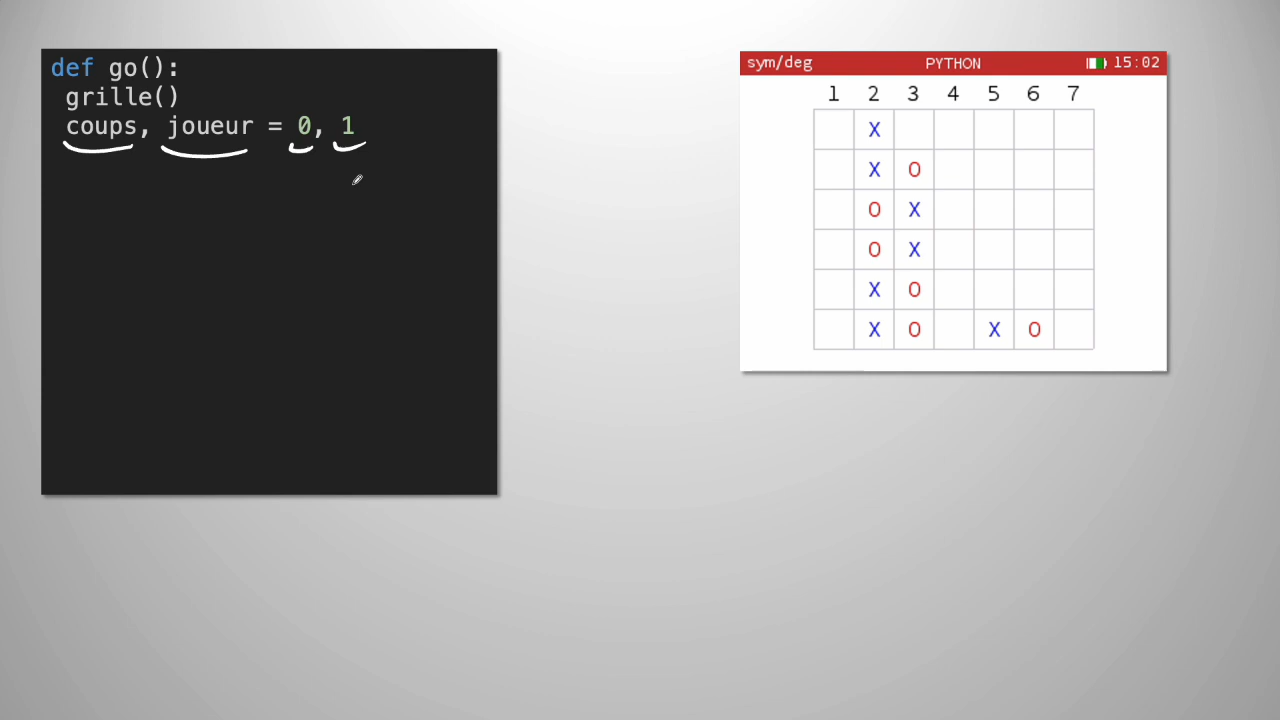 def go():
grille()
coups, joueur = 0, 1
sym/deg PYTHON 15:02
1 2 3 4 5 6 7
X
X O
O X
O X
X O
X O X O